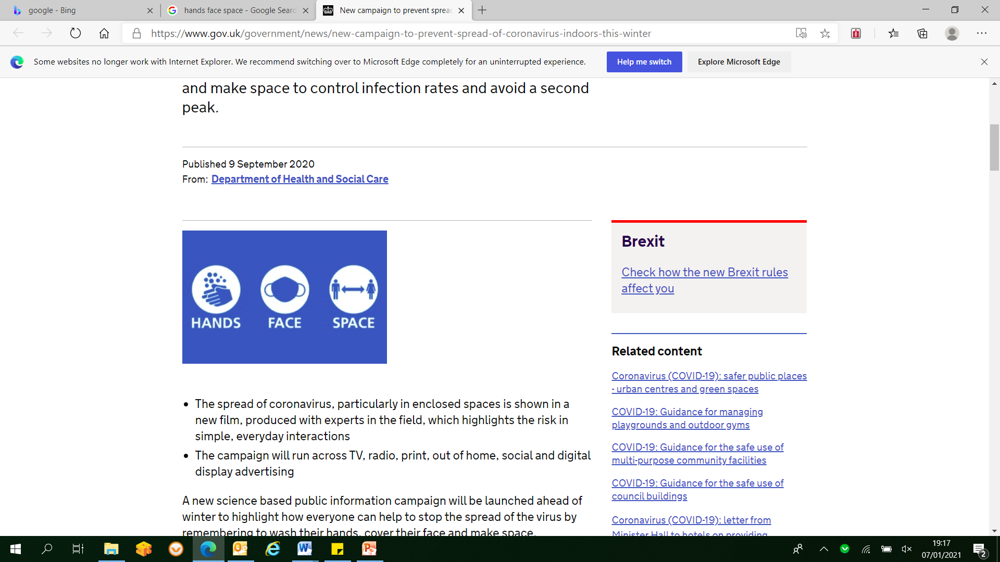 google - Bing
hands face space - Google Searc
New campaign to prevent sprea
https://www.gov.uk/government/news/new-campaign-to-prevent-spread-of-coronavirus-indoors-this-winter
Some websites no longer work with Internet Explorer. We recommend switching over to Microsoft Edge completely for an uninterrupted experience.
Help me switch
Explore Microsoft Edge
and make space to control infection rates and avoid a second
peak.
Published 9 September 2020
From: Department of Health and Social Care
HANDS FACE SPACE
The spread of coronavirus, particularly in enclosed spaces is shown in a
new film, produced with experts in the field, which highlights the risk in
simple, everyday interactions
The campaign will run across TV, radio, print, out of home, social and digital
display advertising
A new science based public information campaign will be launched ahead of
winter to highlight how everyone can help to stop the spread of the virus by
remembering to wash their hands, cover their face and make space.
Brexit
Check how the new Brexit rules
affect you
Related content
Coronavirus (COVID-19): safer public places
- urban centres and green spaces
COVID-19: Guidance for managing
playgrounds and outdoor gyms
COVID-19: Guidance for the safe use of
multi-purpose community facilities
COVID-19: Guidance for the safe use of
council buildings
Coronavirus (COVID-19): letter from
Minister Hall to hotels on providing
19:17
07/01/2021
2